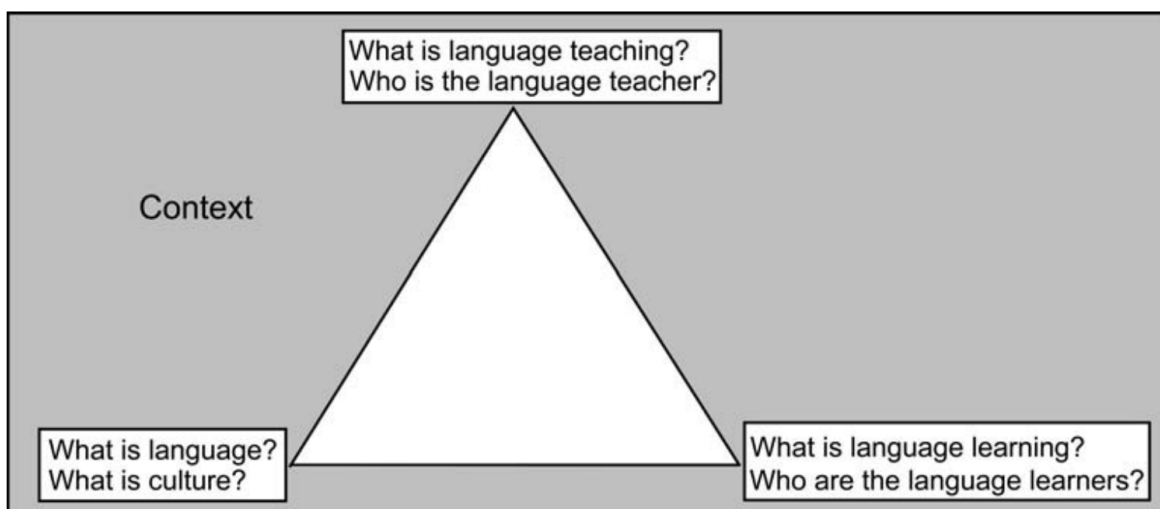 What is language teaching?
Who is the language teacher?
Context
What is language?
What is culture?
What is language learning?
Who are the language learners?